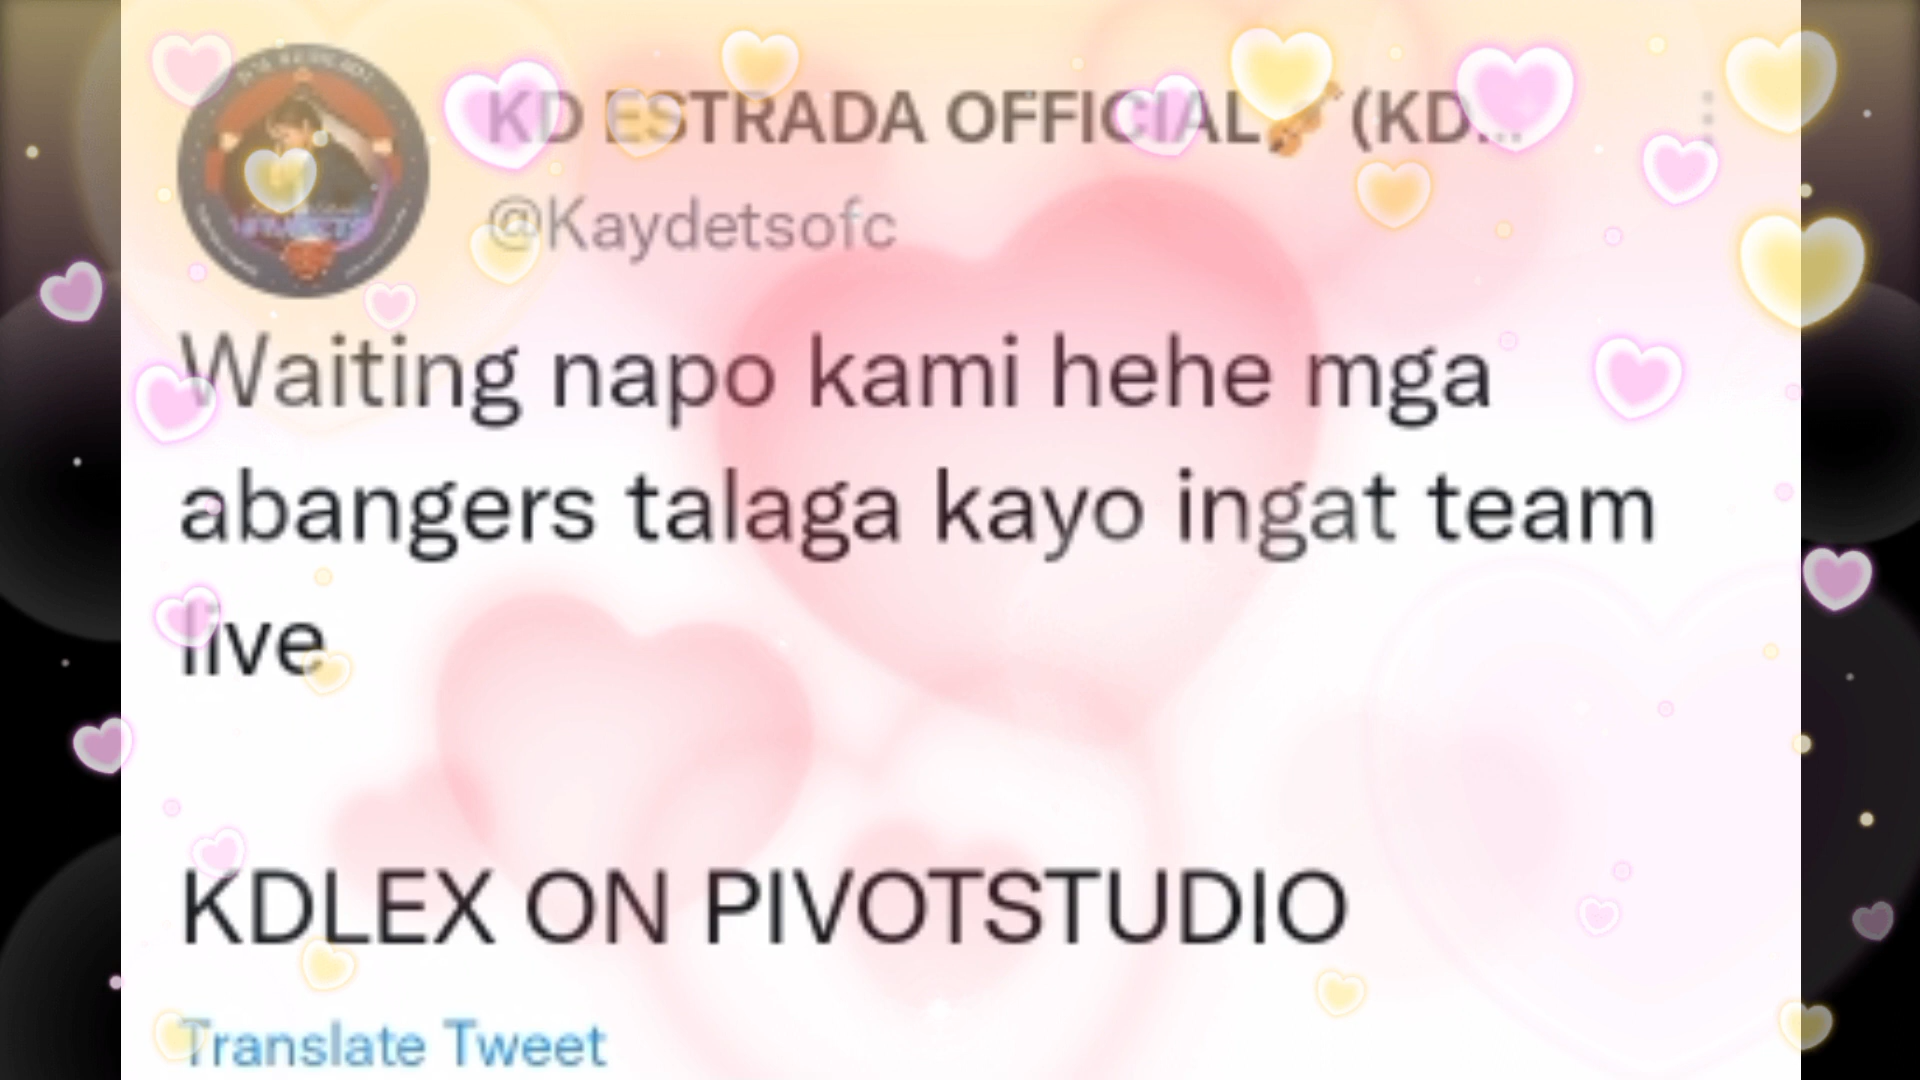 KD ESTRADA OFFICIAL🎻 (KD...
@Kaydetsofc
Waiting napo kami hehe mga
abangers talaga kayo ingat team
live
KDLEX ON PIVOTSTUDIO
Translate Tweet